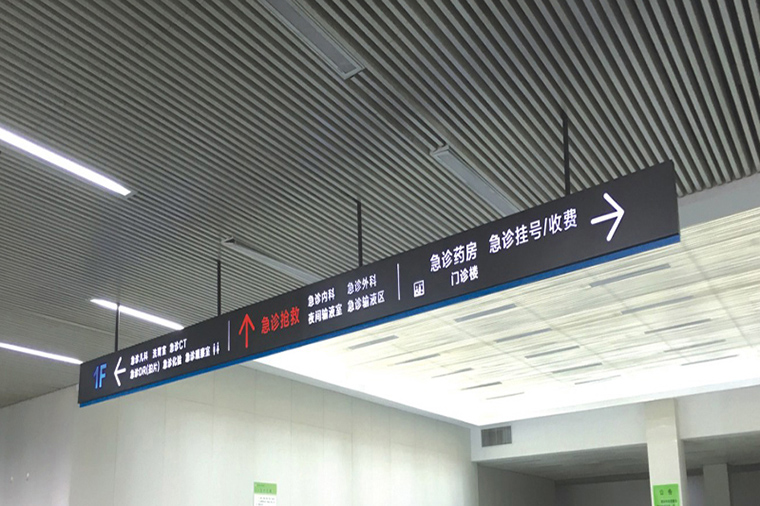 1F ←
急诊儿科 洗胃室 急诊CT
急诊DR(拍片) 急诊化验 急诊观察室
↑ 急诊抢救
急诊内科 急诊外科
夜间输液室 急诊输液区
急诊药房 急诊挂号/收费 →
门诊楼